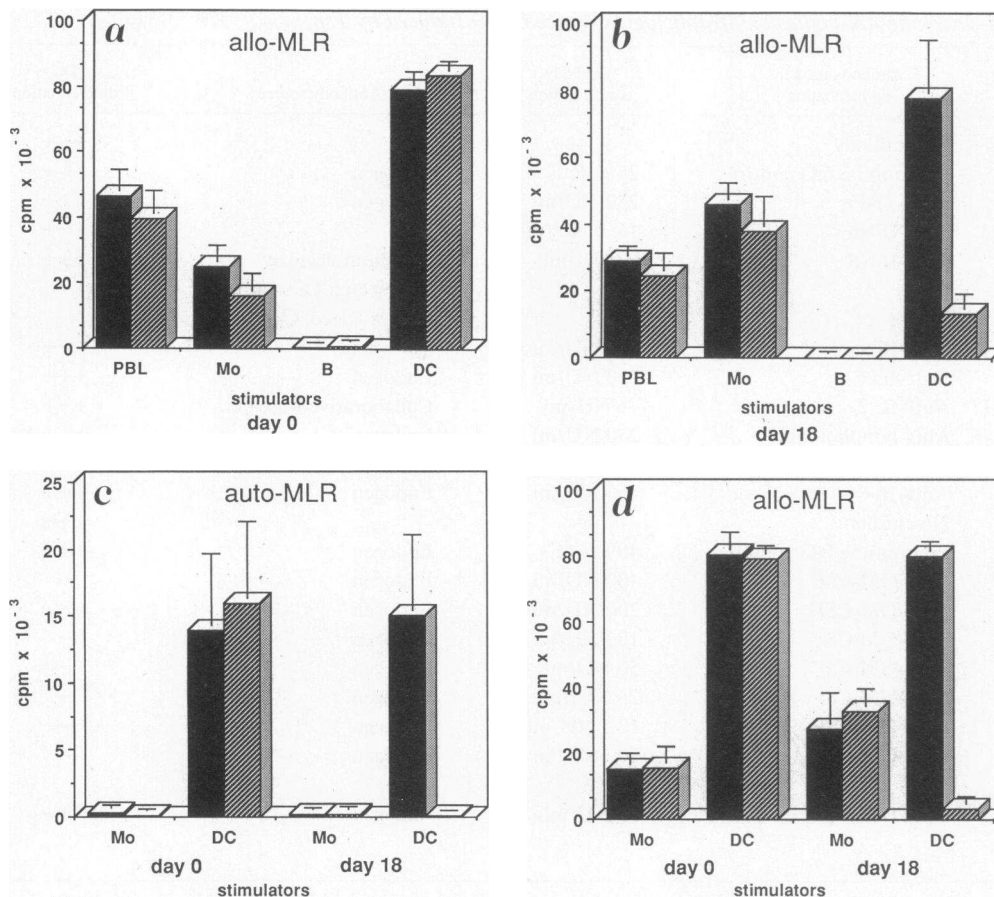 a
allo-MLR
100
80
60
40
20
0
cpm x 10 - 3
PBL Mo B DC
stimulators
day 0
b
allo-MLR
100
80
60
40
20
0
cpm x 10 - 3
PBL Mo B DC
stimulators
day 18
c
auto-MLR
25
20
15
10
5
0
cpm x 10 - 3
Mo DC Mo DC
day 0 day 18
stimulators
d
allo-MLR
100
80
60
40
20
0
cpm x 10 - 3
Mo DC Mo DC
day 0 day 18
stimulators